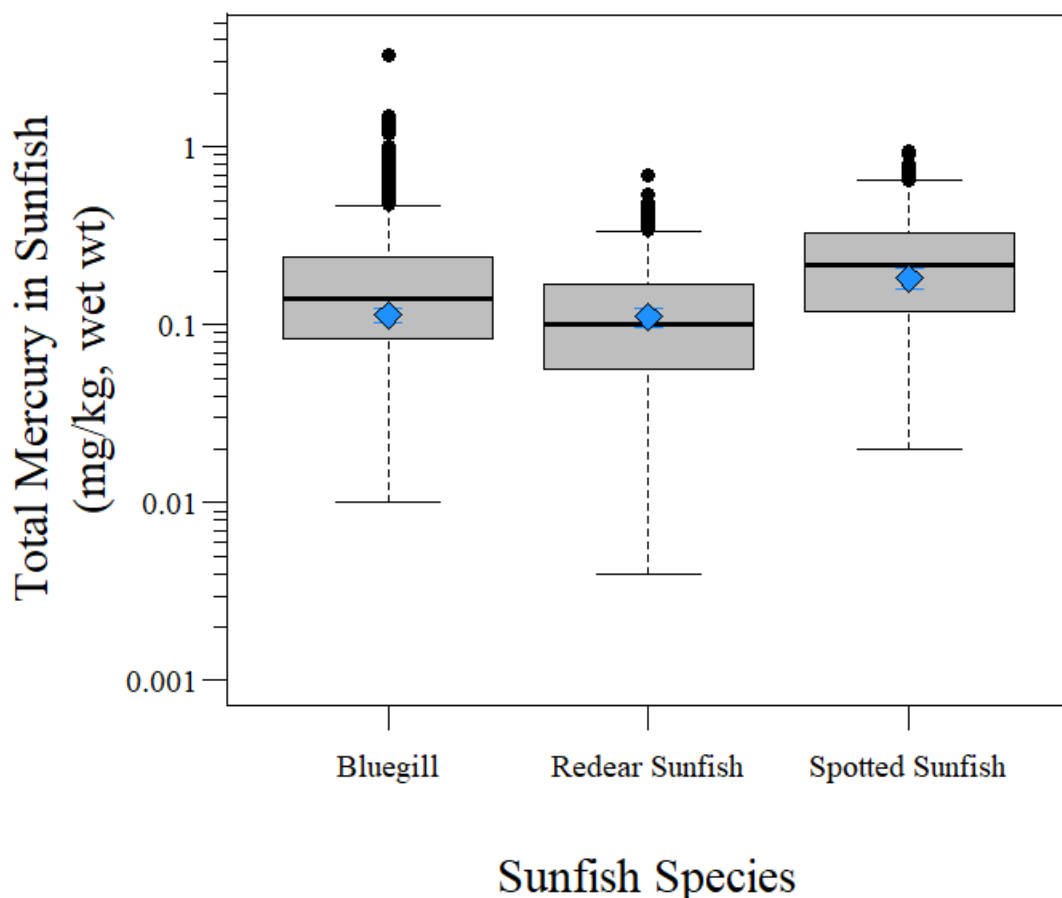 Total Mercury in Sunfish
(mg/kg, wet wt)
1
0.1
0.01
0.001
Bluegill
Redear Sunfish
Spotted Sunfish
Sunfish Species